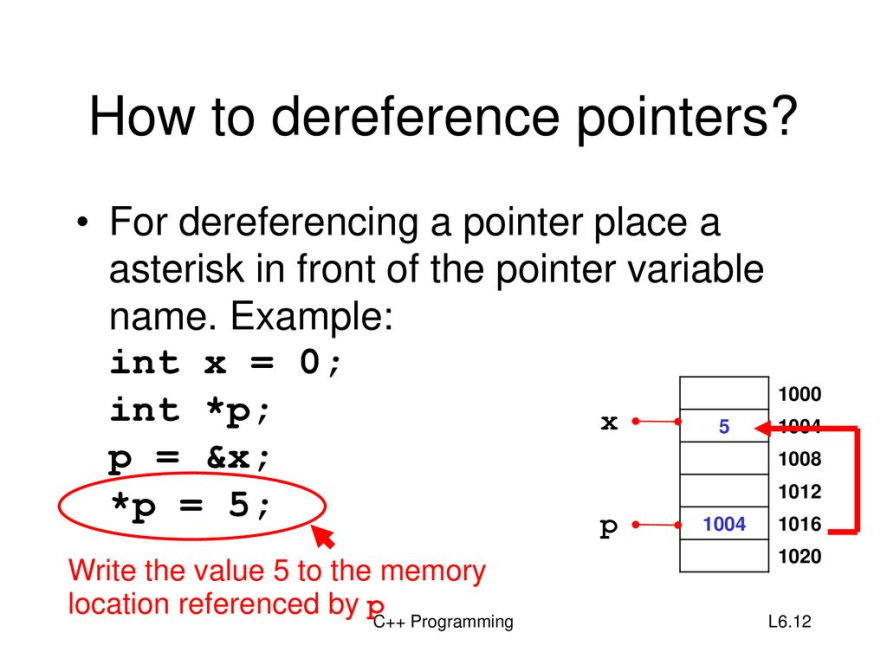 How to dereference pointers?
• For dereferencing a pointer place a
asterisk in front of the pointer variable
name. Example:
int x = 0;
int *p;
p = &x;
*p = 5;
Write the value 5 to the memory
location referenced by p
1000
x 5 1004
1008
1012
p 1004 1016
1020
C++ Programming
L6.12